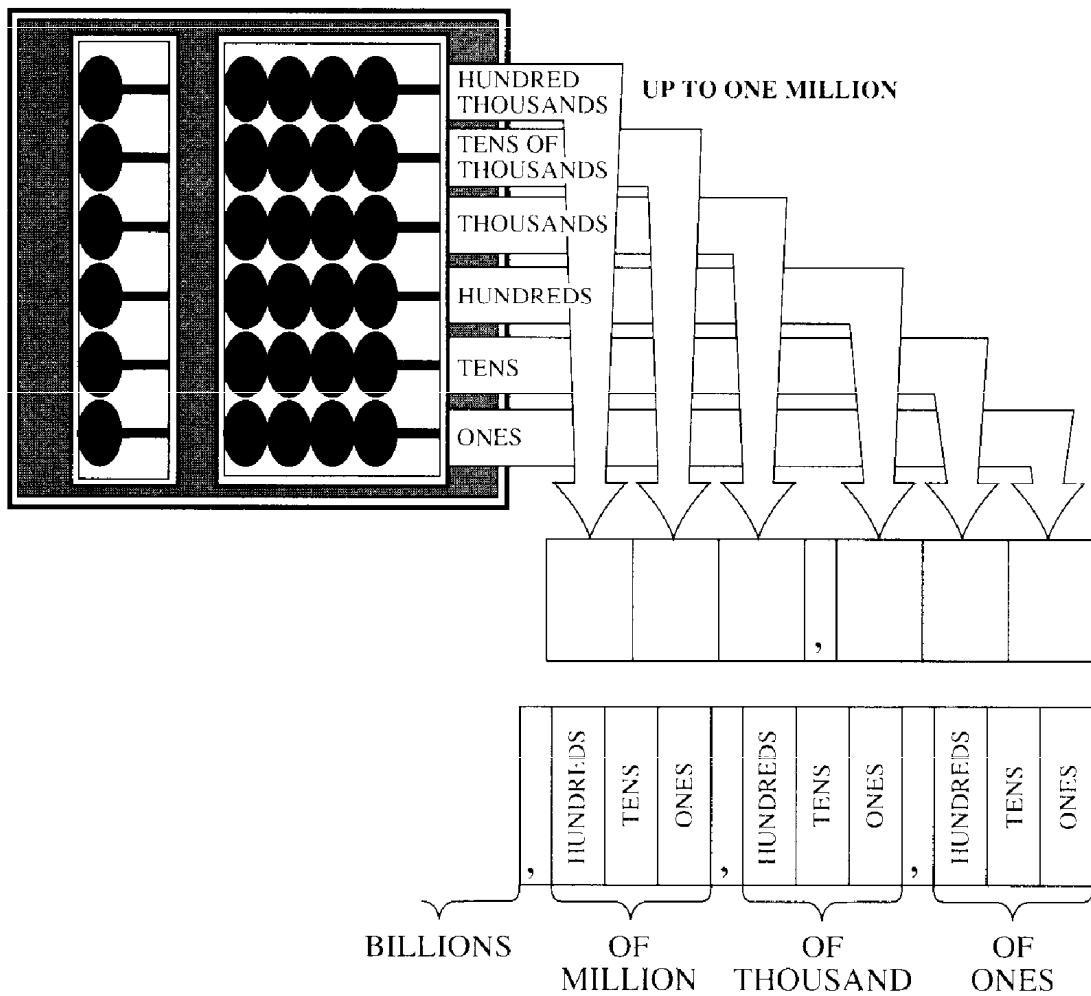 HUNDRED
THOUSANDS
UP TO ONE MILLION
TENS OF
THOUSANDS
THOUSANDS
HUNDREDS
TENS
ONES
,
, HUNDREDS TENS ONES , HUNDREDS TENS ONES , HUNDREDS TENS ONES
BILLIONS OF OF OF
MILLION THOUSAND ONES